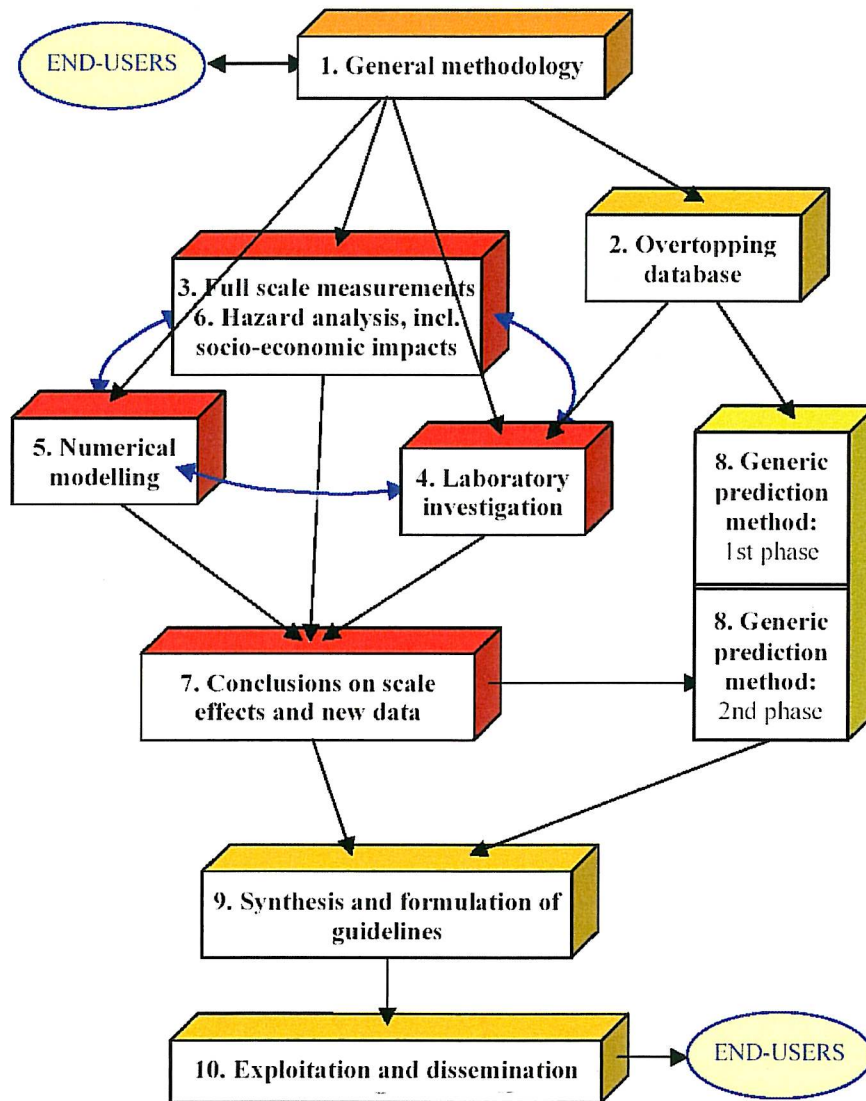 END-USERS
1. General methodology
2. Overtopping
database
3. Full scale measurements
6. Hazard analysis, incl.
socio-economic impacts
5. Numerical
modelling
4. Laboratory
investigation
8. Generic
prediction
method:
1st phase
8. Generic
prediction
method:
2nd phase
7. Conclusions on scale
effects and new data
9. Synthesis and formulation of
guidelines
10. Exploitation and dissemination
END-USERS